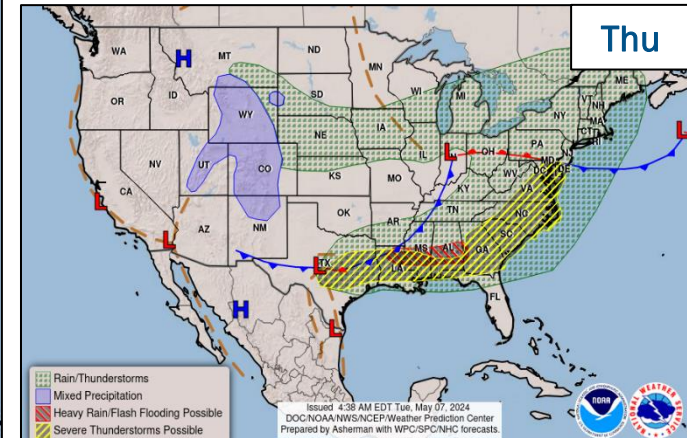 Thu
WA
MT
ND
MN
ME
H
OR
ID
SD
WI
MI
VT
NH
WY
NY
MA
CT
RI
L
IA
NE
PA
L
OH
NV
UT
IL
MD
NJ
CO
DC
DE
WV
KS
MO
VA
CA
KY
L
NC
TN
OK
AR
AZ
NM
SC
L
MS
AL
GA
L
TX
LA
FL
H
L
Rain/Thunderstorms
Mixed Precipitation
Heavy Rain/Flash Flooding Possible
Severe Thunderstorms Possible
Issued 4:38 AM EDT Tue, May 07, 2024
DOC/NOAA/NWS/NCEP/Weather Prediction Center
Prepared by Asherman with WPC/SPC/NHC forecasts.
NOAA
NATIONAL WEATHER SERVICE